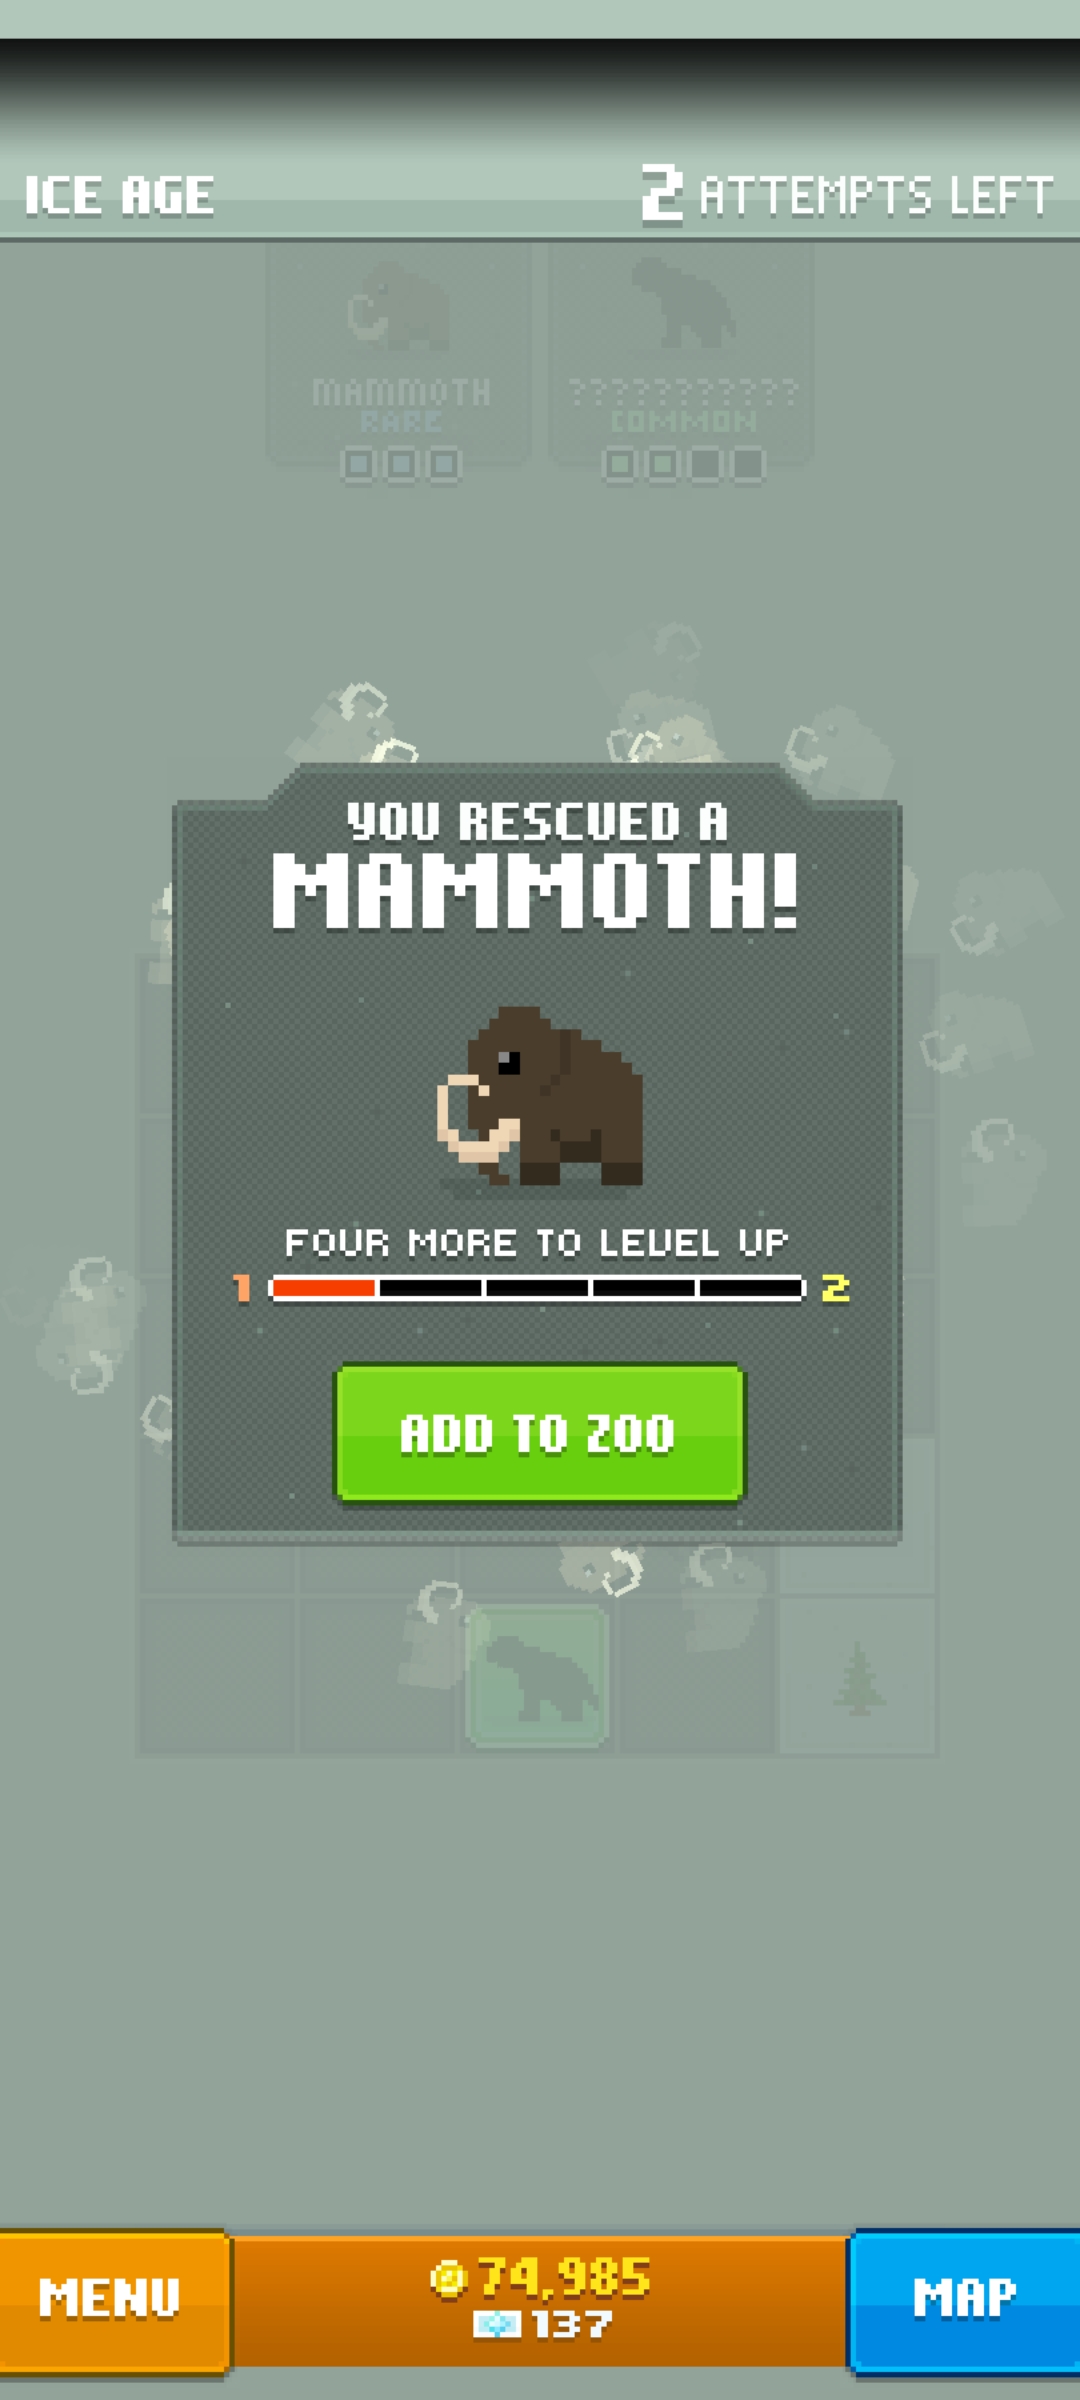 ICE AGE
2 ATTEMPTS LEFT
MAMMOTH
RARE
???????????
COMMON
YOU RESCUED A
MAMMOTH!
FOUR MORE TO LEVEL UP
1
2
ADD TO ZOO
MENU
74,985
137
MAP